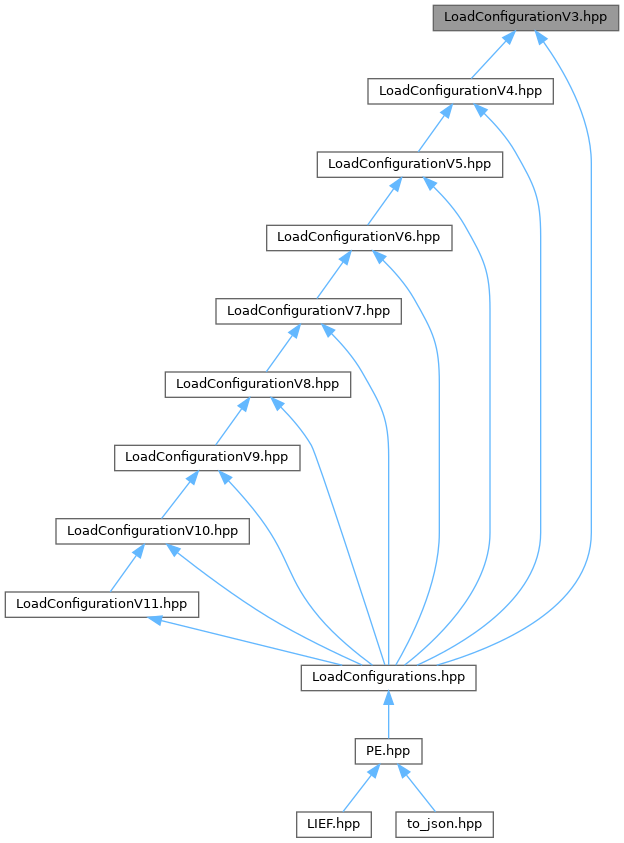 LoadConfigurationV3.hpp
LoadConfigurationV4.hpp
LoadConfigurationV5.hpp
LoadConfigurationV6.hpp
LoadConfigurationV7.hpp
LoadConfigurationV8.hpp
LoadConfigurationV9.hpp
LoadConfigurationV10.hpp
LoadConfigurationV11.hpp
LoadConfigurations.hpp
PE.hpp
LIEF.hpp
to_json.hpp